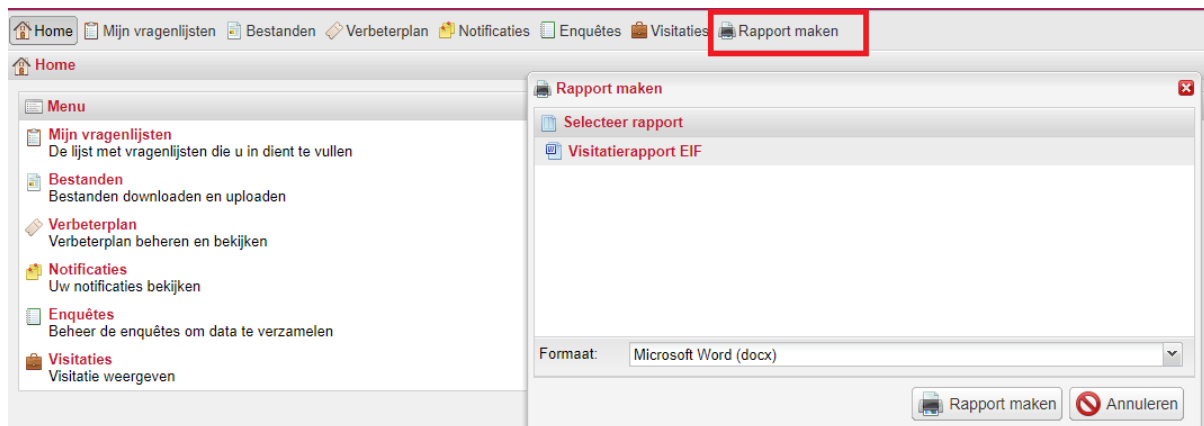 Home Mijn vragenlijsten Bestanden Verbeterplan Notificaties Enquêtes Visitaties Rapport maken
Home
Menu
Mijn vragenlijsten
De lijst met vragenlijsten die u in dient te vullen
Bestanden
Bestanden downloaden en uploaden
Verbeterplan
Verbeterplan beheren en bekijken
Notificaties
Uw notificaties bekijken
Enquêtes
Beheer de enquêtes om data te verzamelen
Visitaties
Visitatie weergeven
Rapport maken
Selecteer rapport
Visitatierapport EIF
Formaat: Microsoft Word (docx)
Rapport maken Annuleren